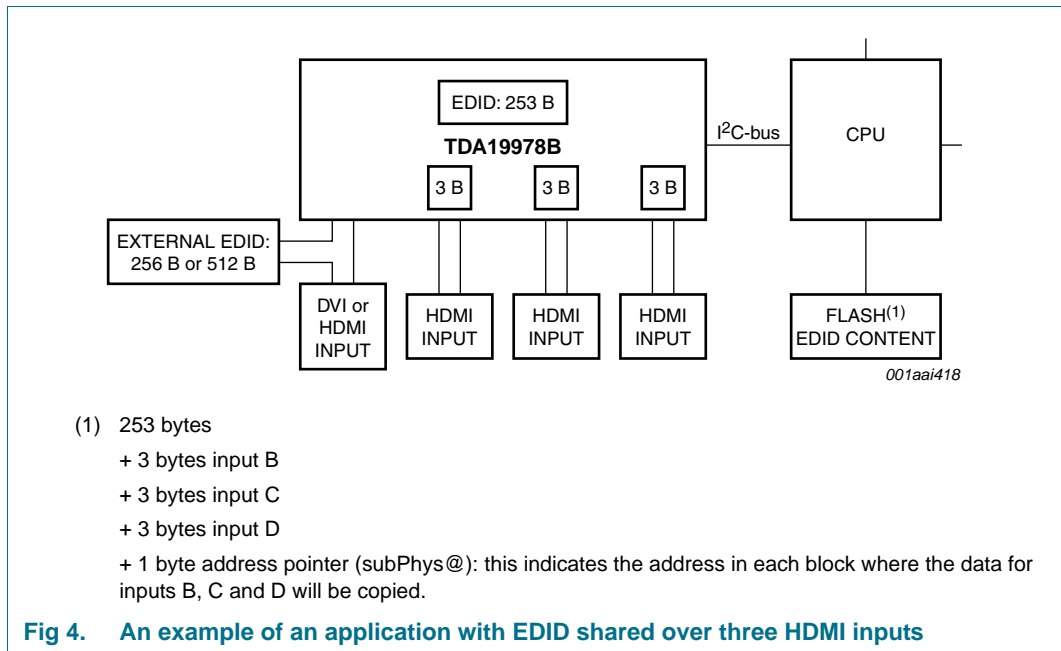 EDID: 253 B
TDA19978B
3 B
3 B
3 B
I2C-bus
CPU
EXTERNAL EDID:
256 B or 512 B
DVI or
HDMI
INPUT
HDMI
INPUT
HDMI
INPUT
HDMI
INPUT
FLASH(1)
EDID CONTENT
001aai418
(1) 253 bytes
+ 3 bytes input B
+ 3 bytes input C
+ 3 bytes input D
+ 1 byte address pointer (subPhys@): this indicates the address in each block where the data for
inputs B, C and D will be copied.
Fig 4. An example of an application with EDID shared over three HDMI inputs